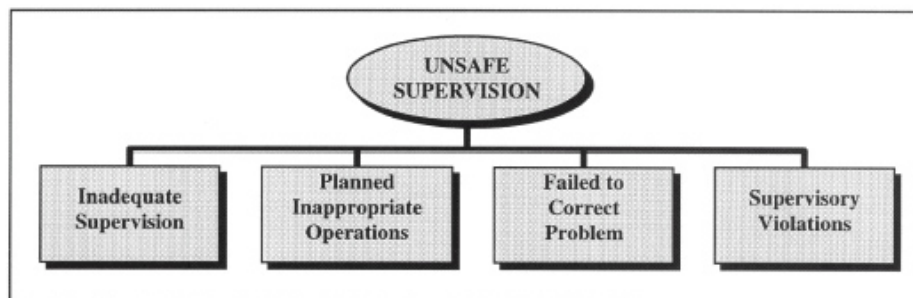 UNSAFE
SUPERVISION
Inadequate
Supervision
Planned
Inappropriate
Operations
Failed to
Correct
Problem
Supervisory
Violations